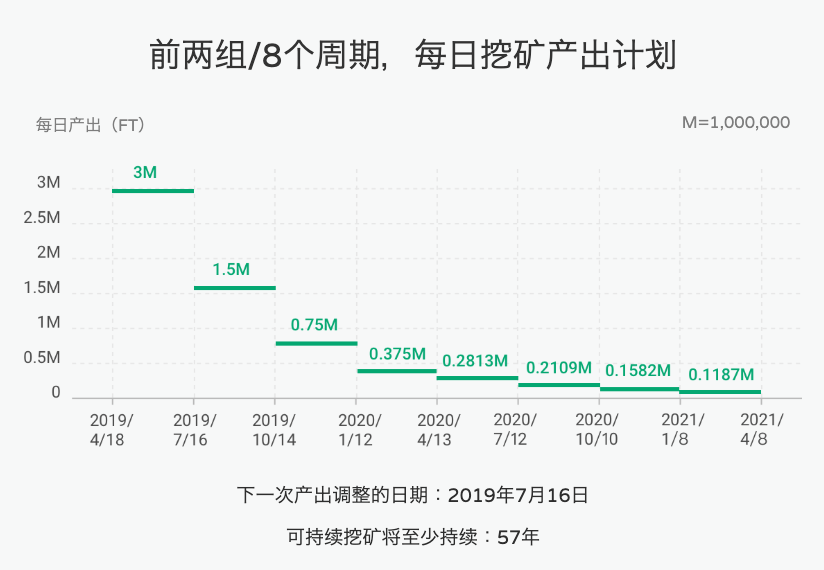 前两组/8个周期，每日挖矿产出计划
每日产出（FT） M=1,000,000
3M
3M
2.5M
2M
1.5M
1.5M
1M
0.75M
0.5M
0.375M 0.2813M 0.2109M 0.1582M 0.1187M
0
2019/ 2019/ 2019/ 2020/ 2020/ 2020/ 2020/ 2021/ 2021/
4/18 7/16 10/14 1/12 4/13 7/12 10/10 1/8 4/8
下一次产出调整的日期：2019年7月16日
可持续挖矿将至少持续：57年